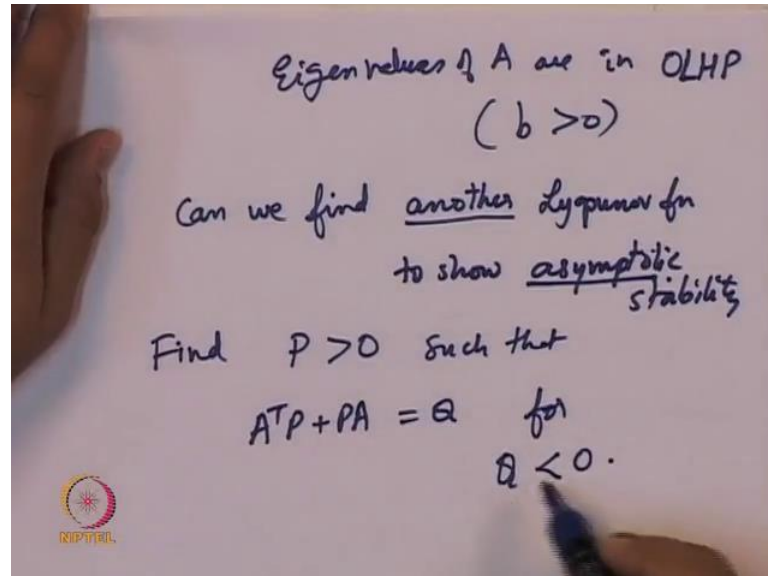 Eigenvalues of A are in OLHP
(b > 0)
Can we find another Lyapunov fn
to show asymptotic
stability
Find P > 0 such that
AᵀP + PA = Q for
Q < 0.
NPTEL